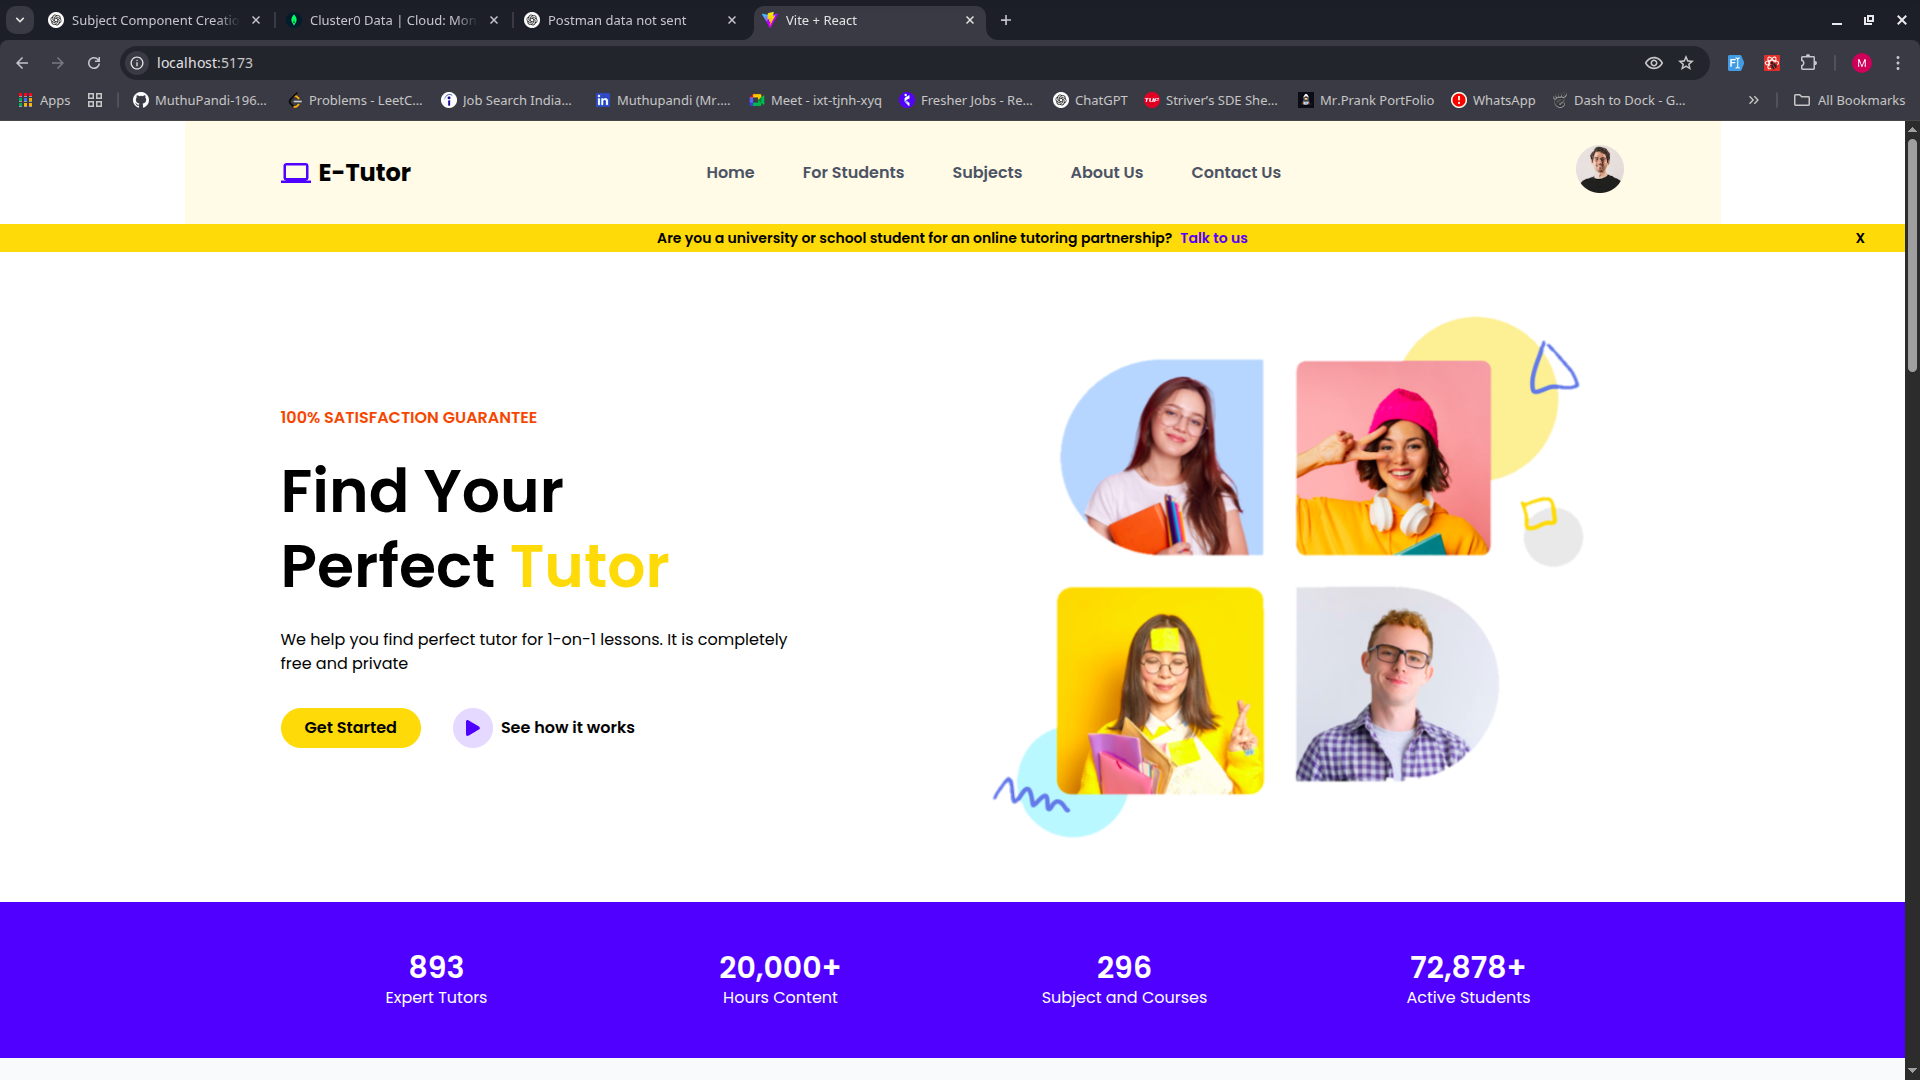 Subject Component Creatio
Cluster0 Data | Cloud: Mon
Postman data not sent
Vite + React
localhost:5173
Apps
MuthuPandi-196...
Problems - LeetC...
Job Search India...
Muthupandi (Mr....
Meet - ixt-tjnh-xyq
Fresher Jobs - Re...
ChatGPT
Striver's SDE She...
Mr.Prank PortFolio
WhatsApp
Dash to Dock - G...
All Bookmarks
M
E-Tutor
Home
For Students
Subjects
About Us
Contact Us
Are you a university or school student for an online tutoring partnership? Talk to us
X
100% SATISFACTION GUARANTEE
Find Your
Perfect Tutor
We help you find perfect tutor for 1-on-1 lessons. It is completely
free and private
Get Started
See how it works
893
Expert Tutors
20,000+
Hours Content
296
Subject and Courses
72,878+
Active Students